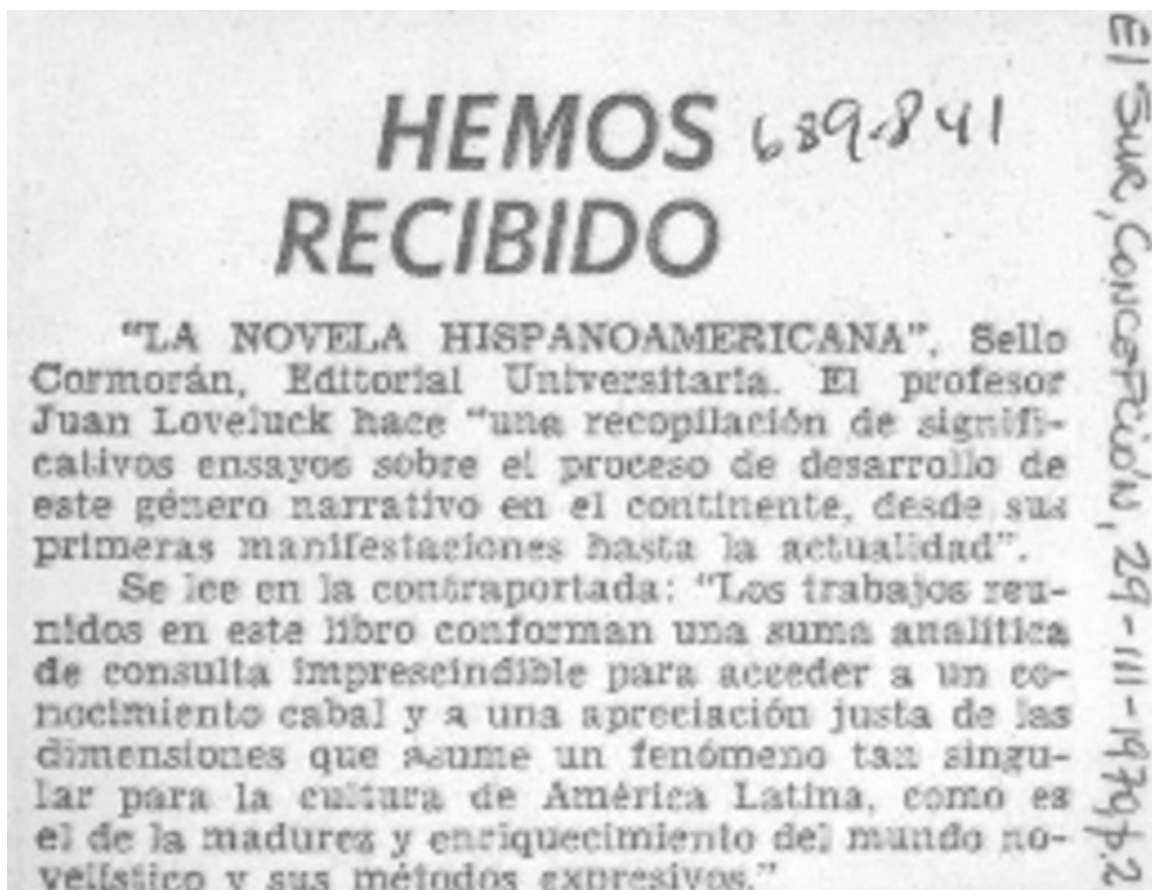 HEMOS
RECIBIDO
689-841
"LA NOVELA HISPANOAMERICANA", Sello
Cormorán, Editorial Universitaria. El profesor
Juan Loveluck hace "una recopilación de signifi-
cativos ensayos sobre el proceso de desarrollo de
este género narrativo en el continente, desde sus
primeras manifestaciones hasta la actualidad".
Se lee en la contraportada: "Los trabajos reu-
nidos en este libro conforman una suma analítica
de consulta imprescindible para acceder a un co-
nocimiento cabal y a una apreciación justa de las
dimensiones que asume un fenómeno tan singu-
lar para la cultura de América Latina, como es
el de la madurez y enriquecimiento del mundo no-
velístico y sus métodos expresivos."
El Sur, Concepción, 29-III-1970, p.2